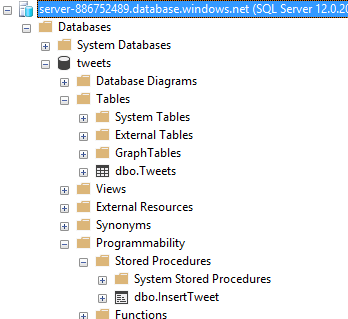 server-886752489.database.windows.net (SQL Server 12.0.20
Databases
System Databases
tweets
Database Diagrams
Tables
System Tables
External Tables
GraphTables
dbo.Tweets
Views
External Resources
Synonyms
Programmability
Stored Procedures
System Stored Procedures
dbo.InsertTweet
Functions